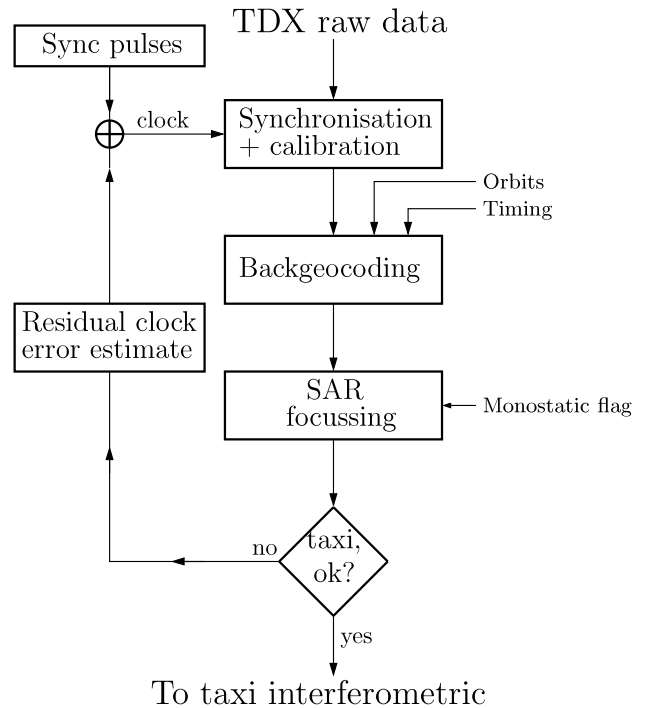 TDX raw data
Sync pulses
clock
Synchronisation
+ calibration
Orbits
Timing
Backgeocoding
Residual clock
error estimate
SAR
focussing
Monostatic flag
taxi,
ok?
no
yes
To taxi interferometric